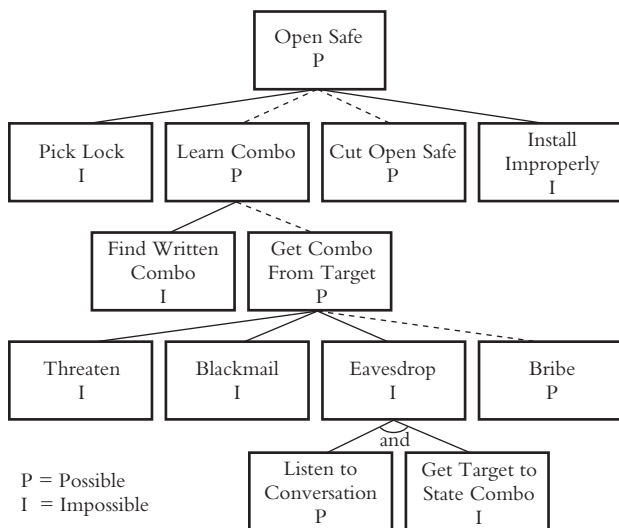 Open Safe
P
Pick Lock
I
Learn Combo
P
Cut Open Safe
P
Install
Improperly
I
Find Written
Combo
I
Get Combo
From Target
P
Threaten
I
Blackmail
I
Eavesdrop
I
Bribe
P
and
Listen to
Conversation
P
Get Target to
State Combo
I
P = Possible
I = Impossible